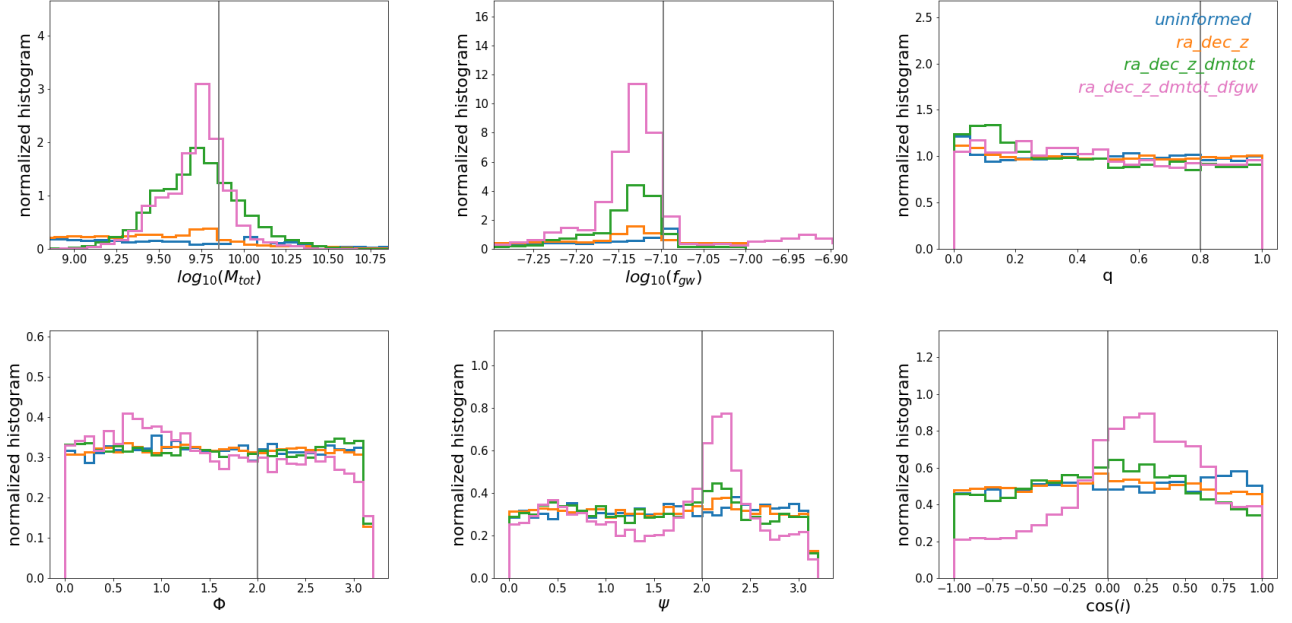 uninformed
ra_dec_z
ra_dec_z_dmtot
ra_dec_z_dmtot_dfgw
normalized histogram
4
3
2
1
0
9.00 9.25 9.50 9.75 10.00 10.25 10.50 10.75
log10(Mtot)
normalized histogram
16
14
12
10
8
6
4
2
0
−7.25 −7.20 −7.15 −7.10 −7.05 −7.00 −6.95 −6.90
log10(fgw)
normalized histogram
2.5
2.0
1.5
1.0
0.5
0.0
0.0 0.2 0.4 0.6 0.8 1.0
q
normalized histogram
0.6
0.5
0.4
0.3
0.2
0.1
0.0
0.0 0.5 1.0 1.5 2.0 2.5 3.0
Φ
normalized histogram
1.0
0.8
0.6
0.4
0.2
0.0
0.0 0.5 1.0 1.5 2.0 2.5 3.0
ψ
normalized histogram
1.2
1.0
0.8
0.6
0.4
0.2
0.0
−1.00 −0.75 −0.50 −0.25 0.00 0.25 0.50 0.75 1.00
cos(i)